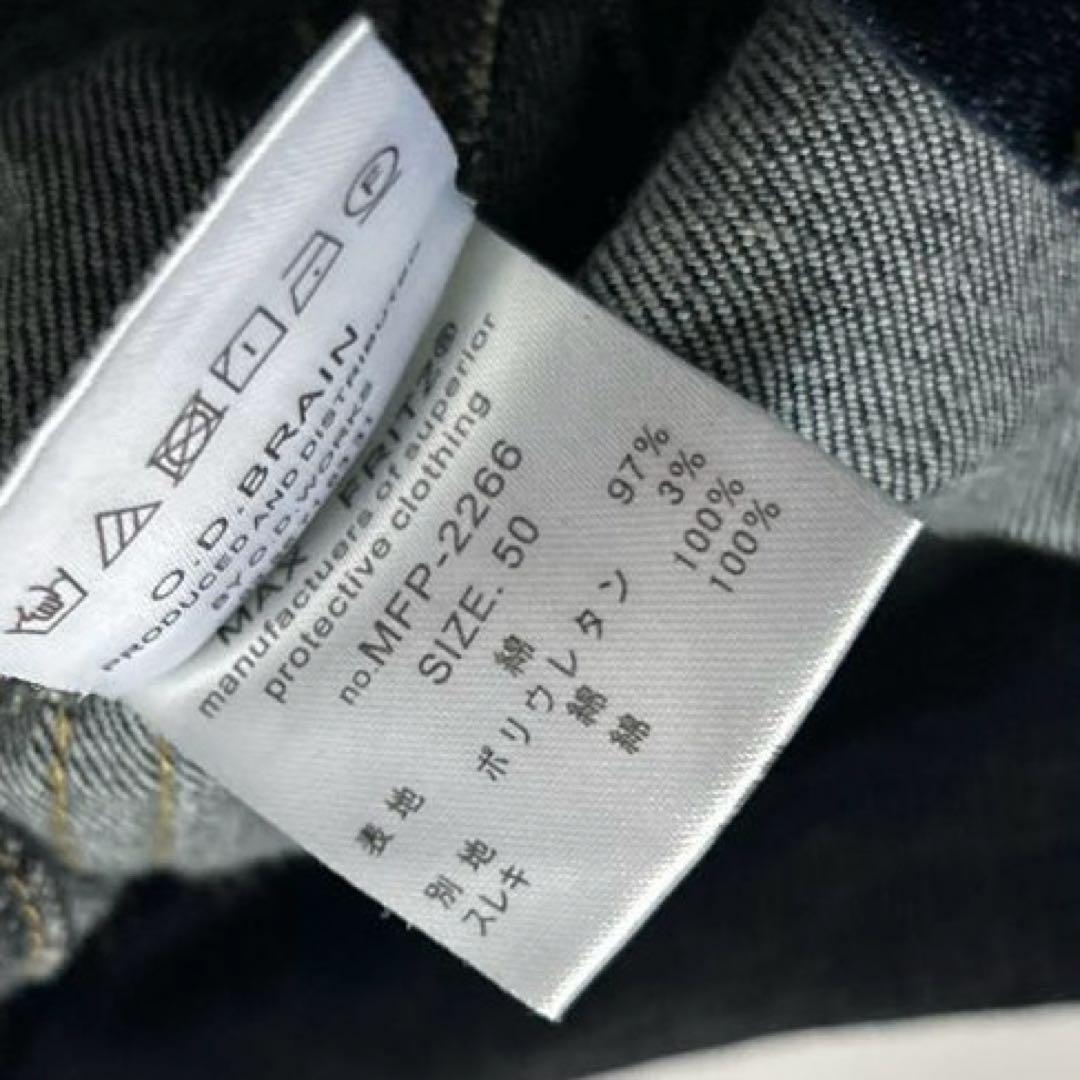 O.D.BRAIN
PRODUCED AND DISTRIBUTED
BY O.D.WORKS
MAX FRITZ®
manufacturers of superior
protective clothing
no.MFP-2266
SIZE. 50
表地 綿 97%
ポリウレタン 3%
別地 綿 100%
スレキ 綿 100%
F